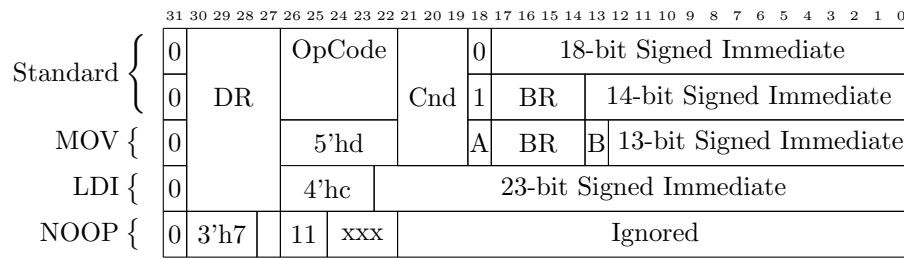 31 30 29 28 27 26 25 24 23 22 21 20 19 18 17 16 15 14 13 12 11 10 9 8 7 6 5 4 3 2 1 0
Standard { 0 DR OpCode Cnd 0 18-bit Signed Immediate
0 1 BR 14-bit Signed Immediate
MOV { 0 5'hd A BR B 13-bit Signed Immediate
LDI { 0 4'hc 23-bit Signed Immediate
NOOP { 0 3'h7 11 xxx Ignored